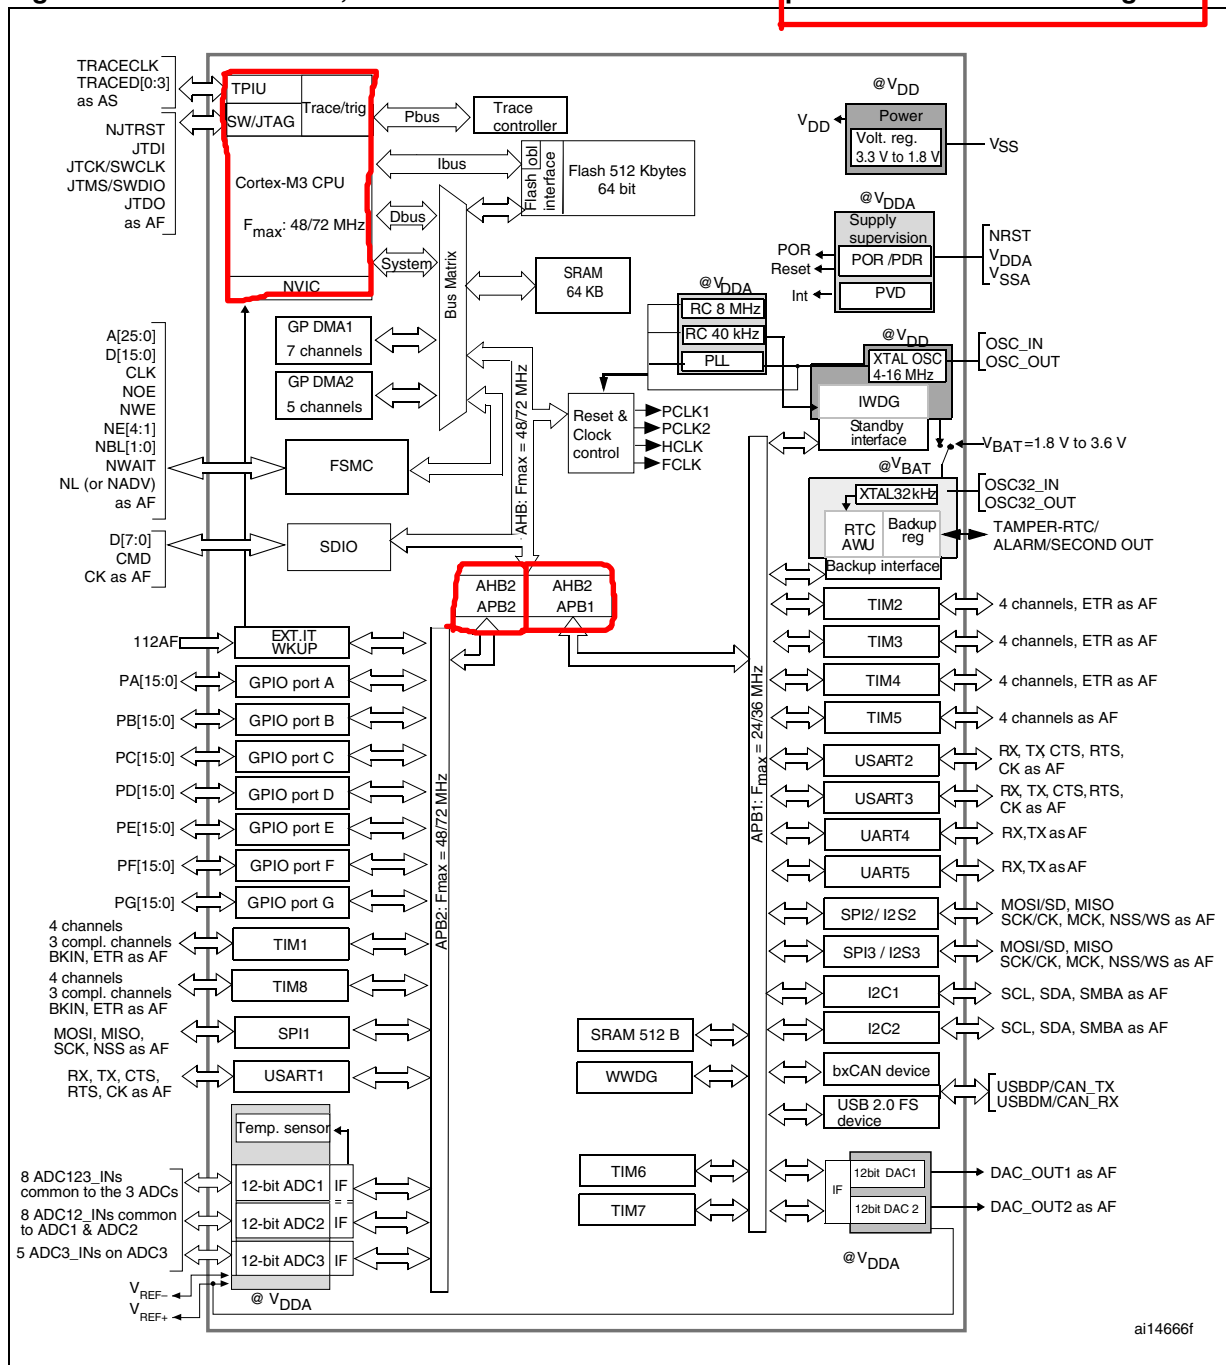 TRACECLK
TRACED[0:3]
as AS
NJTRST
JTDI
JTCK/SWCLK
JTMS/SWDIO
JTDO
as AF
TPIU
SW/JTAG
Trace/trig
Cortex-M3 CPU
Fmax: 48/72 MHz
NVIC
Pbus
Trace
controller
Ibus
Flash obl
interface
Flash 512 Kbytes
64 bit
Dbus
System
Bus Matrix
SRAM
64 KB
GP DMA1
7 channels
GP DMA2
5 channels
@VDD
VDD
Power
Volt. reg.
3.3 V to 1.8 V
VSS
@VDDA
Supply
supervision
POR
Reset
POR /PDR
Int
PVD
NRST
VDDA
VSSA
@VDDA
RC 8 MHz
RC 40 kHz
PLL
@VDD
XTAL OSC
4-16 MHz
OSC_IN
OSC_OUT
IWDG
Standby
interface
VBAT=1.8 V to 3.6 V
Reset &
Clock
control
PCLK1
PCLK2
HCLK
FCLK
@VBAT
XTAL32kHz
OSC32_IN
OSC32_OUT
RTC
AWU
Backup
reg
Backup interface
TAMPER-RTC/
ALARM/SECOND OUT
A[25:0]
D[15:0]
CLK
NOE
NWE
NE[4:1]
NBL[1:0]
NWAIT
NL (or NADV)
as AF
FSMC
AHB: Fmax = 48/72 MHz
D[7:0]
CMD
CK as AF
SDIO
AHB2
APB2
AHB2
APB1
112AF
EXT.IT
WKUP
PA[15:0]
GPIO port A
PB[15:0]
GPIO port B
PC[15:0]
GPIO port C
PD[15:0]
GPIO port D
PE[15:0]
GPIO port E
PF[15:0]
GPIO port F
PG[15:0]
GPIO port G
4 channels
3 compl. channels
BKIN, ETR as AF
TIM1
4 channels
3 compl. channels
BKIN, ETR as AF
TIM8
MOSI, MISO,
SCK, NSS as AF
SPI1
RX, TX, CTS,
RTS, CK as AF
USART1
Temp. sensor
8 ADC123_INs
common to the 3 ADCs
12-bit ADC1 IF
8 ADC12_INs common
to ADC1 & ADC2
12-bit ADC2 IF
5 ADC3_INs on ADC3
12-bit ADC3 IF
VREF–
VREF+
@ VDDA
APB2: Fmax = 48/72 MHz
APB1: Fmax = 24/36 MHz
TIM2
4 channels, ETR as AF
TIM3
4 channels, ETR as AF
TIM4
4 channels, ETR as AF
TIM5
4 channels as AF
USART2
RX, TX, CTS, RTS,
CK as AF
USART3
RX, TX, CTS, RTS,
CK as AF
UART4
RX,TX as AF
UART5
RX, TX as AF
SPI2/ I2S2
MOSI/SD, MISO
SCK/CK, MCK, NSS/WS as AF
SPI3 / I2S3
MOSI/SD, MISO
SCK/CK, MCK, NSS/WS as AF
I2C1
SCL, SDA, SMBA as AF
I2C2
SCL, SDA, SMBA as AF
SRAM 512 B
WWDG
bxCAN device
USB 2.0 FS
device
USBDP/CAN_TX
USBDM/CAN_RX
TIM6
TIM7
IF
12bit DAC1
12bit DAC 2
DAC_OUT1 as AF
DAC_OUT2 as AF
@VDDA
ai14666f